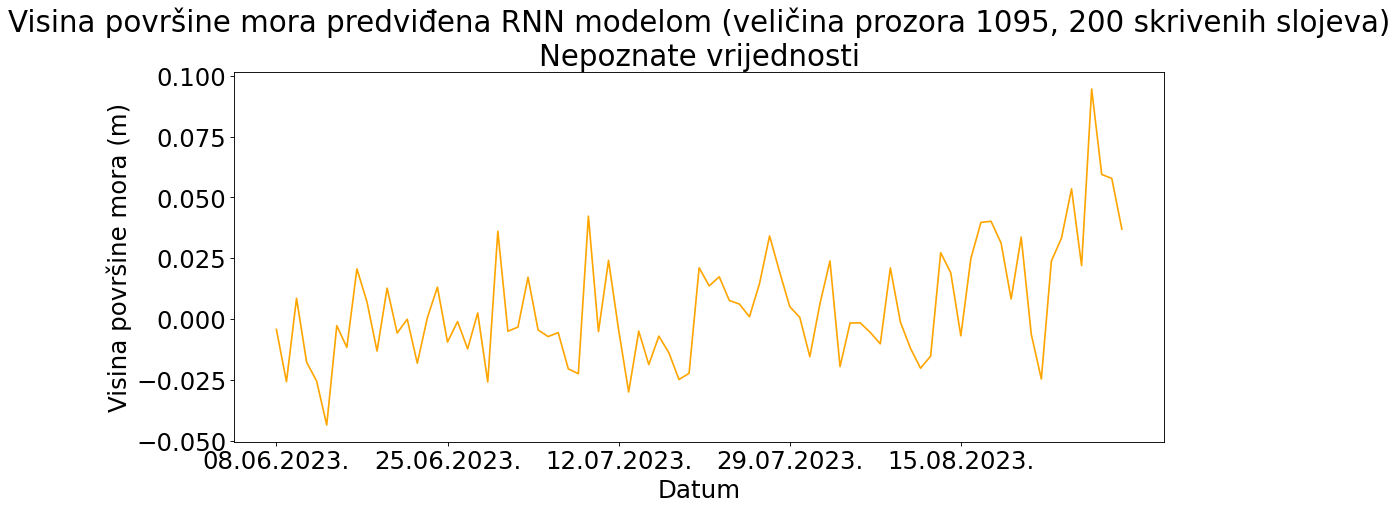 Visina površine mora predviđena RNN modelom (veličina prozora 1095, 200 skrivenih slojeva)
Nepoznate vrijednosti
Visina površine mora (m)
0.100
0.075
0.050
0.025
0.000
−0.025
−0.050
08.06.2023. 25.06.2023. 12.07.2023. 29.07.2023. 15.08.2023.
Datum